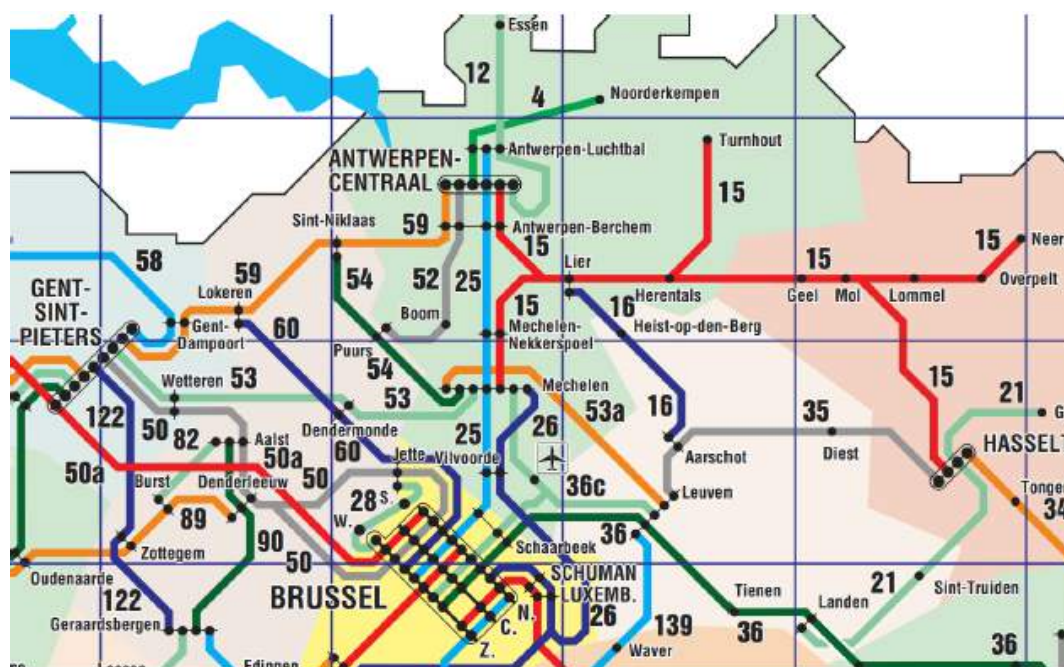 Essen
12
4
Noorderkempen
ANTWERPEN-
CENTRAAL
Antwerpen-Luchtbal
Turnhout
15
Sint-Niklaas
59
Antwerpen-Berchem
15
Neer
58
59
54
52
25
15
Lier
15
Overpelt
GENT-
SINT-
PIETERS
Lokeren
Gent-
Dampoort
60
Boom
15
16
Herentals
Geel
Mol
Lommel
Mechelen-
Nekkerspoel
Heist-op-den-Berg
Puurs
54
Wetteren
53
53
Mechelen
53a
15
21
G
122
50
82
Dendermonde
26
16
35
HASSELT
Aalst
60
25
Aarschot
Diest
50a
50a
50
Jette
Vilvoorde
Burst
Denderleeuw
28
S.
36c
Leuven
Tonge
34
89
W.
36
90
50
Schaarbeek
Zottegem
Oudenaarde
BRUSSEL
SCHUMAN
LUXEMB.
Tienen
21
Sint-Truiden
122
N.
26
Landen
Geraardsbergen
C.
139
36
36
Z.
Waver
Edingen